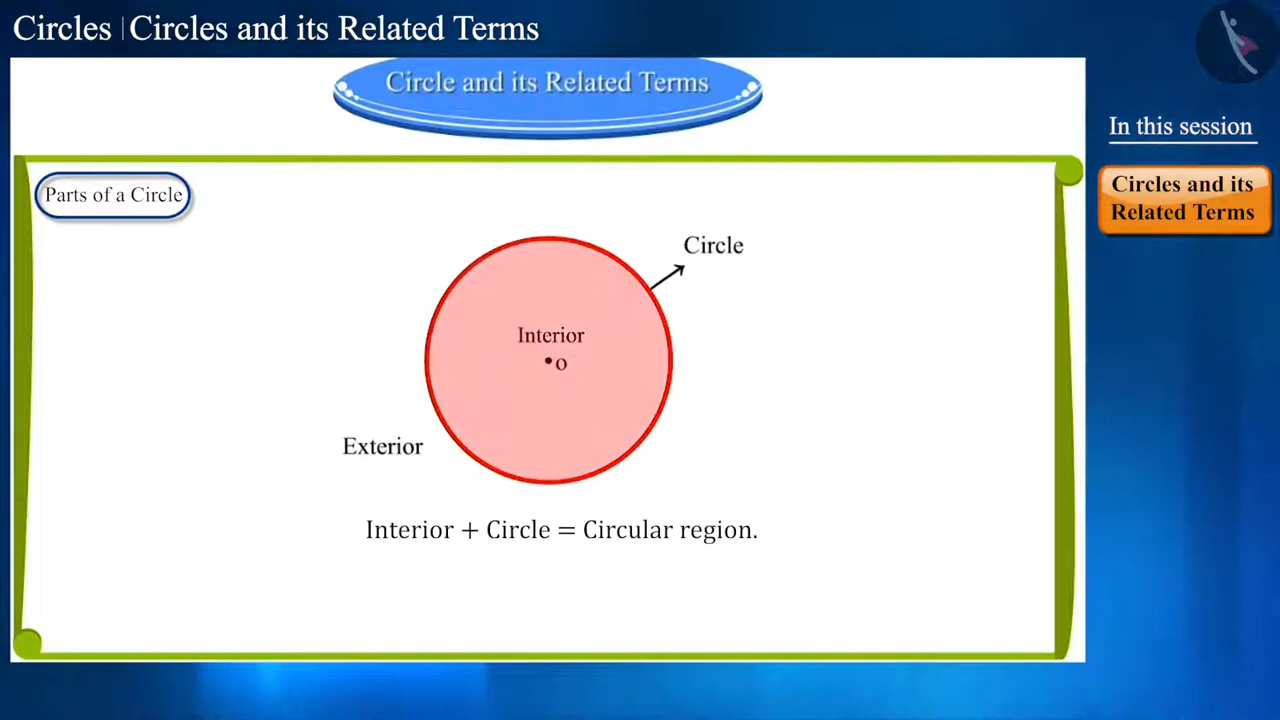 Circles | Circles and its Related Terms
Circle and its Related Terms
In this session
Circles and its
Related Terms
Parts of a Circle
Circle
Interior
O
Exterior
Interior + Circle = Circular region.